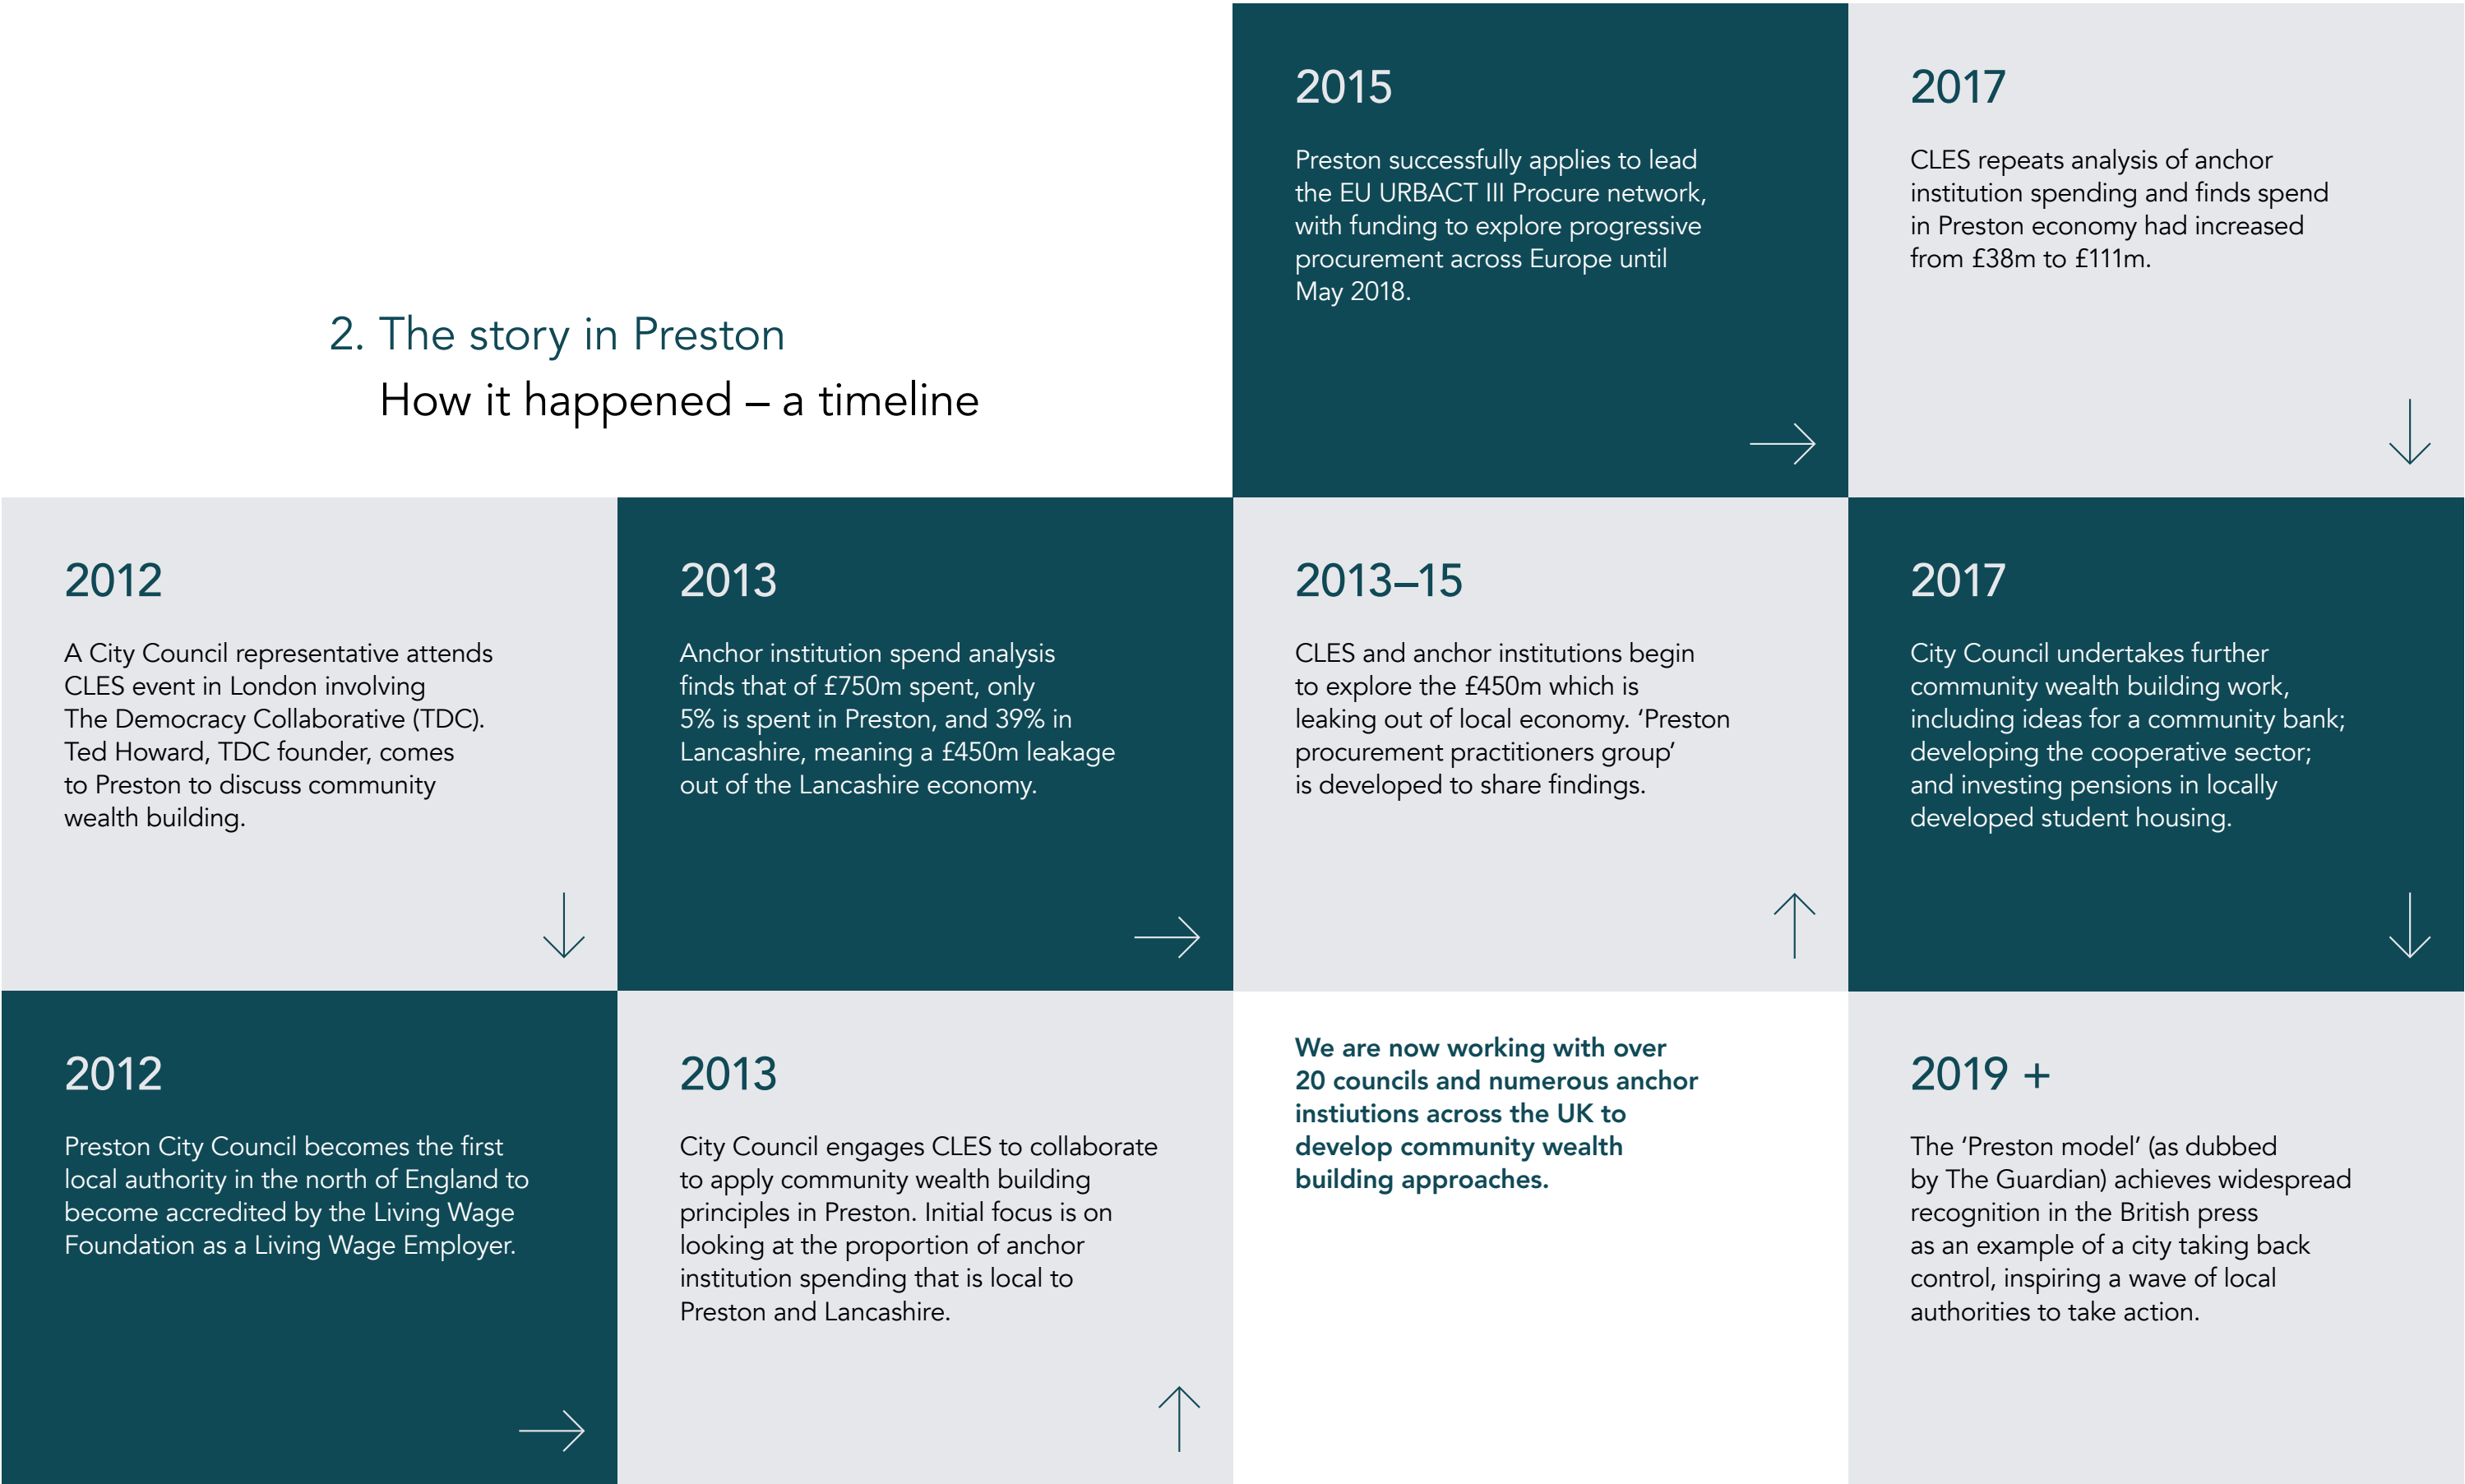 2. The story in Preston
How it happened – a timeline
2012
A City Council representative attends
CLES event in London involving
The Democracy Collaborative (TDC).
Ted Howard, TDC founder, comes
to Preston to discuss community
wealth building.
2012
Preston City Council becomes the first
local authority in the north of England to
become accredited by the Living Wage
Foundation as a Living Wage Employer.
2013
City Council engages CLES to collaborate
to apply community wealth building
principles in Preston. Initial focus is on
looking at the proportion of anchor
institution spending that is local to
Preston and Lancashire.
2013
Anchor institution spend analysis
finds that of £750m spent, only
5% is spent in Preston, and 39% in
Lancashire, meaning a £450m leakage
out of the Lancashire economy.
2013–15
CLES and anchor institutions begin
to explore the £450m which is
leaking out of local economy. ‘Preston
procurement practitioners group’
is developed to share findings.
2015
Preston successfully applies to lead
the EU URBACT III Procure network,
with funding to explore progressive
procurement across Europe until
May 2018.
2017
CLES repeats analysis of anchor
institution spending and finds spend
in Preston economy had increased
from £38m to £111m.
2017
City Council undertakes further
community wealth building work,
including ideas for a community bank;
developing the cooperative sector;
and investing pensions in locally
developed student housing.
2019 +
The ‘Preston model’ (as dubbed
by The Guardian) achieves widespread
recognition in the British press
as an example of a city taking back
control, inspiring a wave of local
authorities to take action.
We are now working with over
20 councils and numerous anchor
instiutions across the UK to
develop community wealth
building approaches.